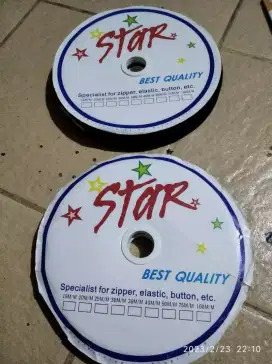 STAR
BEST QUALITY
Specialist for zipper, elastic, button, etc.
STAR
BEST QUALITY
Specialist for zipper, elastic, button, etc.
2023/2/23 22:10